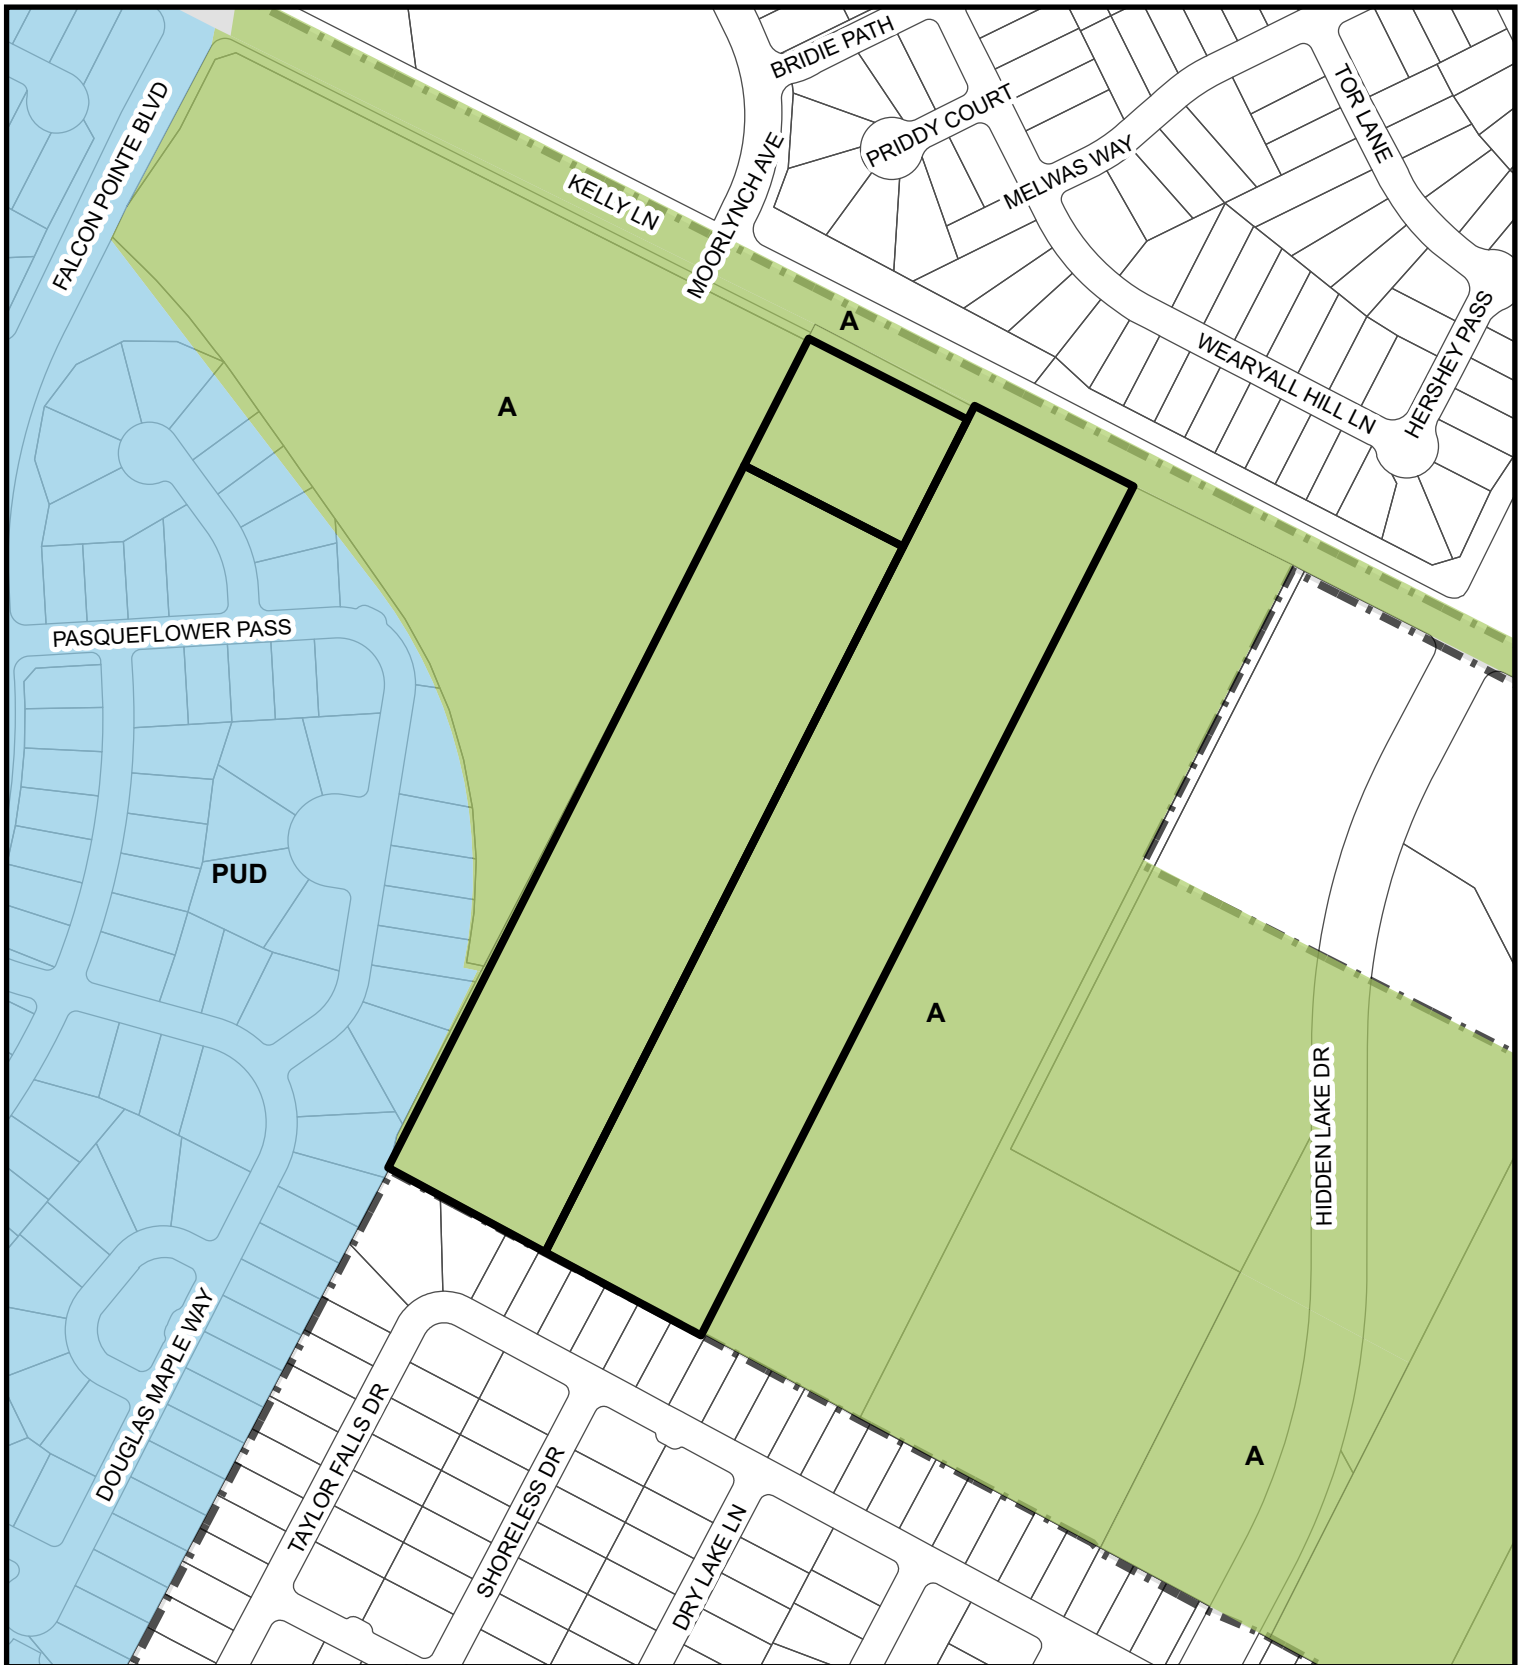 BRIDIE PATH
TOR LANE
PRIDDY COURT
FALCON POINTE BLVD
MELWAS WAY
KELLY LN
MOORLYNCH AVE
A
HERSHEY PASS
WEARYALL HILL LN
A
PASQUEFLOWER PASS
PUD
A
HIDDEN LAKE DR
DOUGLAS MAPLE WAY
TAYLOR FALLS DR
SHORELESS DR
A
DRY LAKE LN